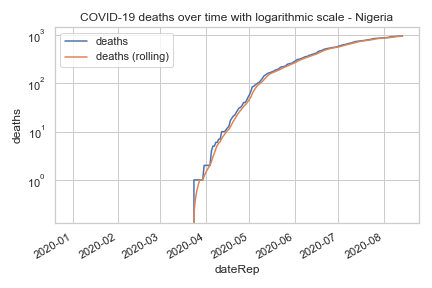 COVID-19 deaths over time with logarithmic scale - Nigeria
deaths
deaths (rolling)
10³
10²
10¹
10⁰
deaths
2020-01
2020-02
2020-03
2020-04
2020-05
2020-06
2020-07
2020-08
dateRep